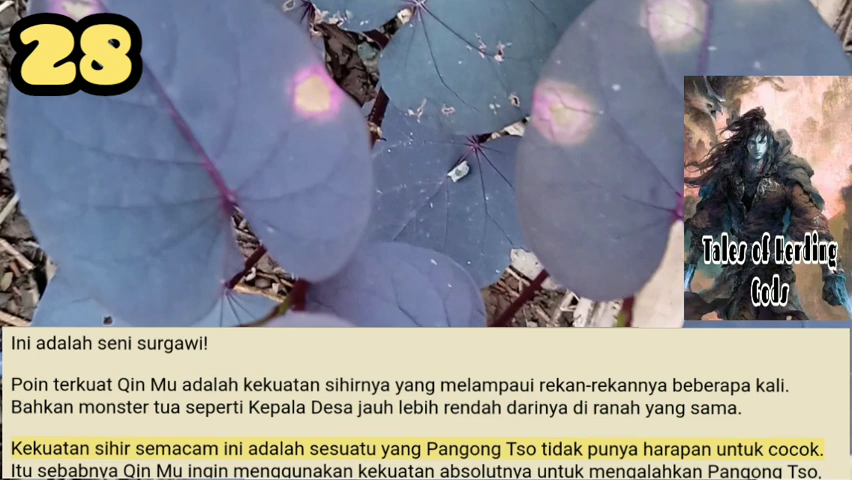 28
Tales of Herding
Gods
Ini adalah seni surgawi!
Poin terkuat Qin Mu adalah kekuatan sihirnya yang melampaui rekan-rekannya beberapa kali.
Bahkan monster tua seperti Kepala Desa jauh lebih rendah darinya di ranah yang sama.
Kekuatan sihir semacam ini adalah sesuatu yang Pangong Tso tidak punya harapan untuk cocok.
Itu sebabnya Qin Mu ingin menggunakan kekuatan absolutnya untuk mengalahkan Pangong Tso,